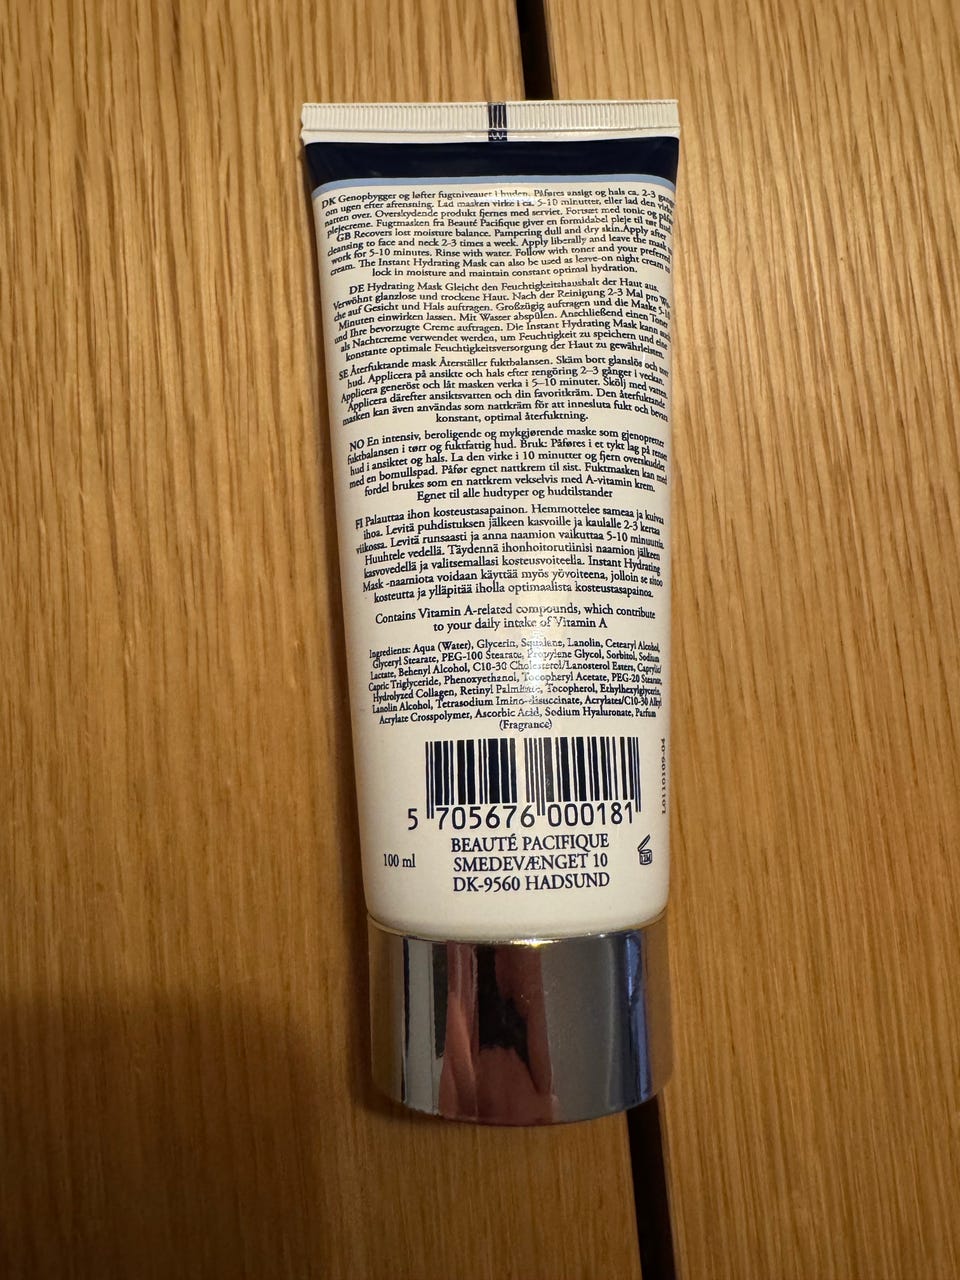 DK Genopbygger og løfter fugtniveauet i huden. Påføres ansigt og hals ca. 2-3 gange
om ugen efter afrensning. Lad masken virke i ca. 5-10 minutter, eller lad den virke
natten over. Overskydende produkt fjernes med serviet. Fortsæt med tonic og
plejecreme. Fugtmasken fra Beauté Pacifique giver en formidabel pleje til tør hud.
GB Recovers lost moisture balance. Pampering dull and dry skin.Apply after
cleansing to face and neck 2-3 times a week. Apply liberally and leave the mask to
work for 5-10 minutes. Rinse with water. Follow with toner and your preferred
cream. The Instant Hydrating Mask can also be used as leave-on night cream to
lock in moisture and maintain constant optimal hydration.
DE Hydrating Mask Gleicht den Feuchtigkeitshaushalt der Haut aus.
Verwöhnt glanzlose und trockene Haut. Nach der Reinigung 2-3 Mal pro Wo-
che auf Gesicht und Hals auftragen. Großzügig auftragen und die Maske 5-10
Minuten einwirken lassen. Mit Wasser abspülen. Anschließend einen Toner
und Ihre bevorzugte Creme auftragen. Die Instant Hydrating Mask kann auch
als Nachtcreme verwendet werden, um Feuchtigkeit zu speichern und eine
konstante optimale Feuchtigkeitsversorgung der Haut zu gewährleisten.
SE Återfuktande mask Återställer fuktbalansen. Skäm bort glanslös och torr
hud. Applicera på ansikte och hals efter rengöring 2–3 gånger i veckan.
Applicera generöst och låt masken verka i 5–10 minuter. Skölj med vatten.
Applicera därefter ansiktsvatten och din favoritkräm. Den återfuktande
masken kan även användas som nattkräm för att innesluta fukt och bevara
konstant, optimal återfuktning.
NO En intensiv, beroligende og mykgjørende maske som gjenoppretter
fuktbalansen i tørr og fuktfattig hud. Bruk: Påføres i et tykt lag på renset
hud i ansiktet og hals. La den virke i 10 minutter og fjern overskuddet
med en bomullspad. Påfør egnet nattkrem til sist. Fuktmasken kan med
fordel brukes som en nattkrem vekselvis med A-vitamin krem.
Egnet til alle hudtyper og hudtilstander
FI Palauttaa ihon kosteustasapainon. Hemmottelee sameaa ja kuivaa
ihoa. Levitä puhdistuksen jälkeen kasvoille ja kaulalle 2-3 kertaa
viikossa. Levitä runsaasti ja anna naamion vaikuttaa 5-10 minuuttia.
Huuhtele vedellä. Täydennä ihonhoitorutiinisi naamion jälkeen
kasvovedellä ja valitsemallasi kosteusvoiteella. Instant Hydrating
Mask -naamiota voidaan käyttää myös yövoiteena, jolloin se sitoo
kosteutta ja ylläpitää iholla optimaalista kosteustasapainoa.
Contains Vitamin A-related compounds, which contribute
to your daily intake of Vitamin A
Ingredients: Aqua (Water), Glycerin, Squalane, Lanolin, Cetearyl Alcohol,
Glyceryl Stearate, PEG-100 Stearate, Propylene Glycol, Sorbitol, Sodium
Lactate, Behenyl Alcohol, C10-30 Cholesterol/Lanosterol Esters, Caprylic/
Capric Triglyceride, Phenoxyethanol, Tocopheryl Acetate, PEG-20 Stearate,
Hydrolyzed Collagen, Retinyl Palmitate, Tocopherol, Ethylhexylglycerin,
Lanolin Alcohol, Tetrasodium Iminodisuccinate, Acrylates/C10-30 Alkyl
Acrylate Crosspolymer, Ascorbic Acid, Sodium Hyaluronate, Parfum
(Fragrance)
5 705676 000181
L0110109-04
BEAUTÉ PACIFIQUE
SMEDEVÆNGET 10
DK-9560 HADSUND
100 ml